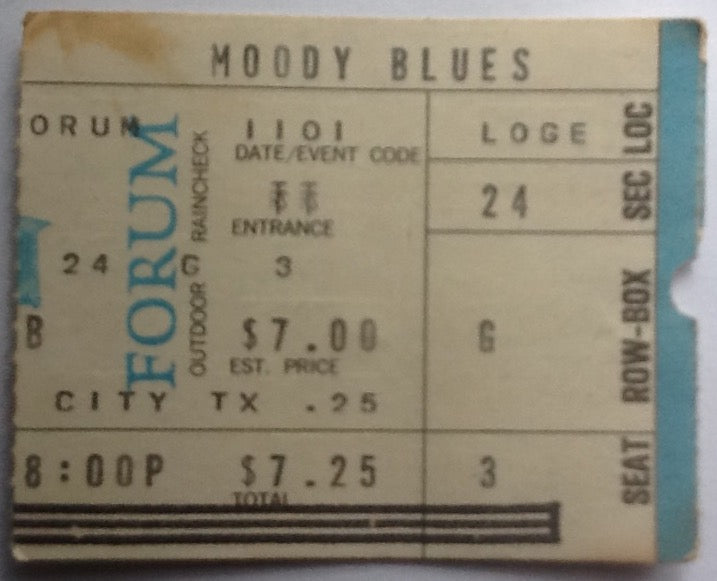 MOODY BLUES
ORUM 1101 LOGE
DATE/EVENT CODE
24
ENTRANCE
24 G 3
B $7.00 G
EST. PRICE
CITY TX .25
8:00P $7.25 3
TOTAL
FORUM
OUTDOOR RAINCHECK
LOC
SEC
ROW-BOX
SEAT